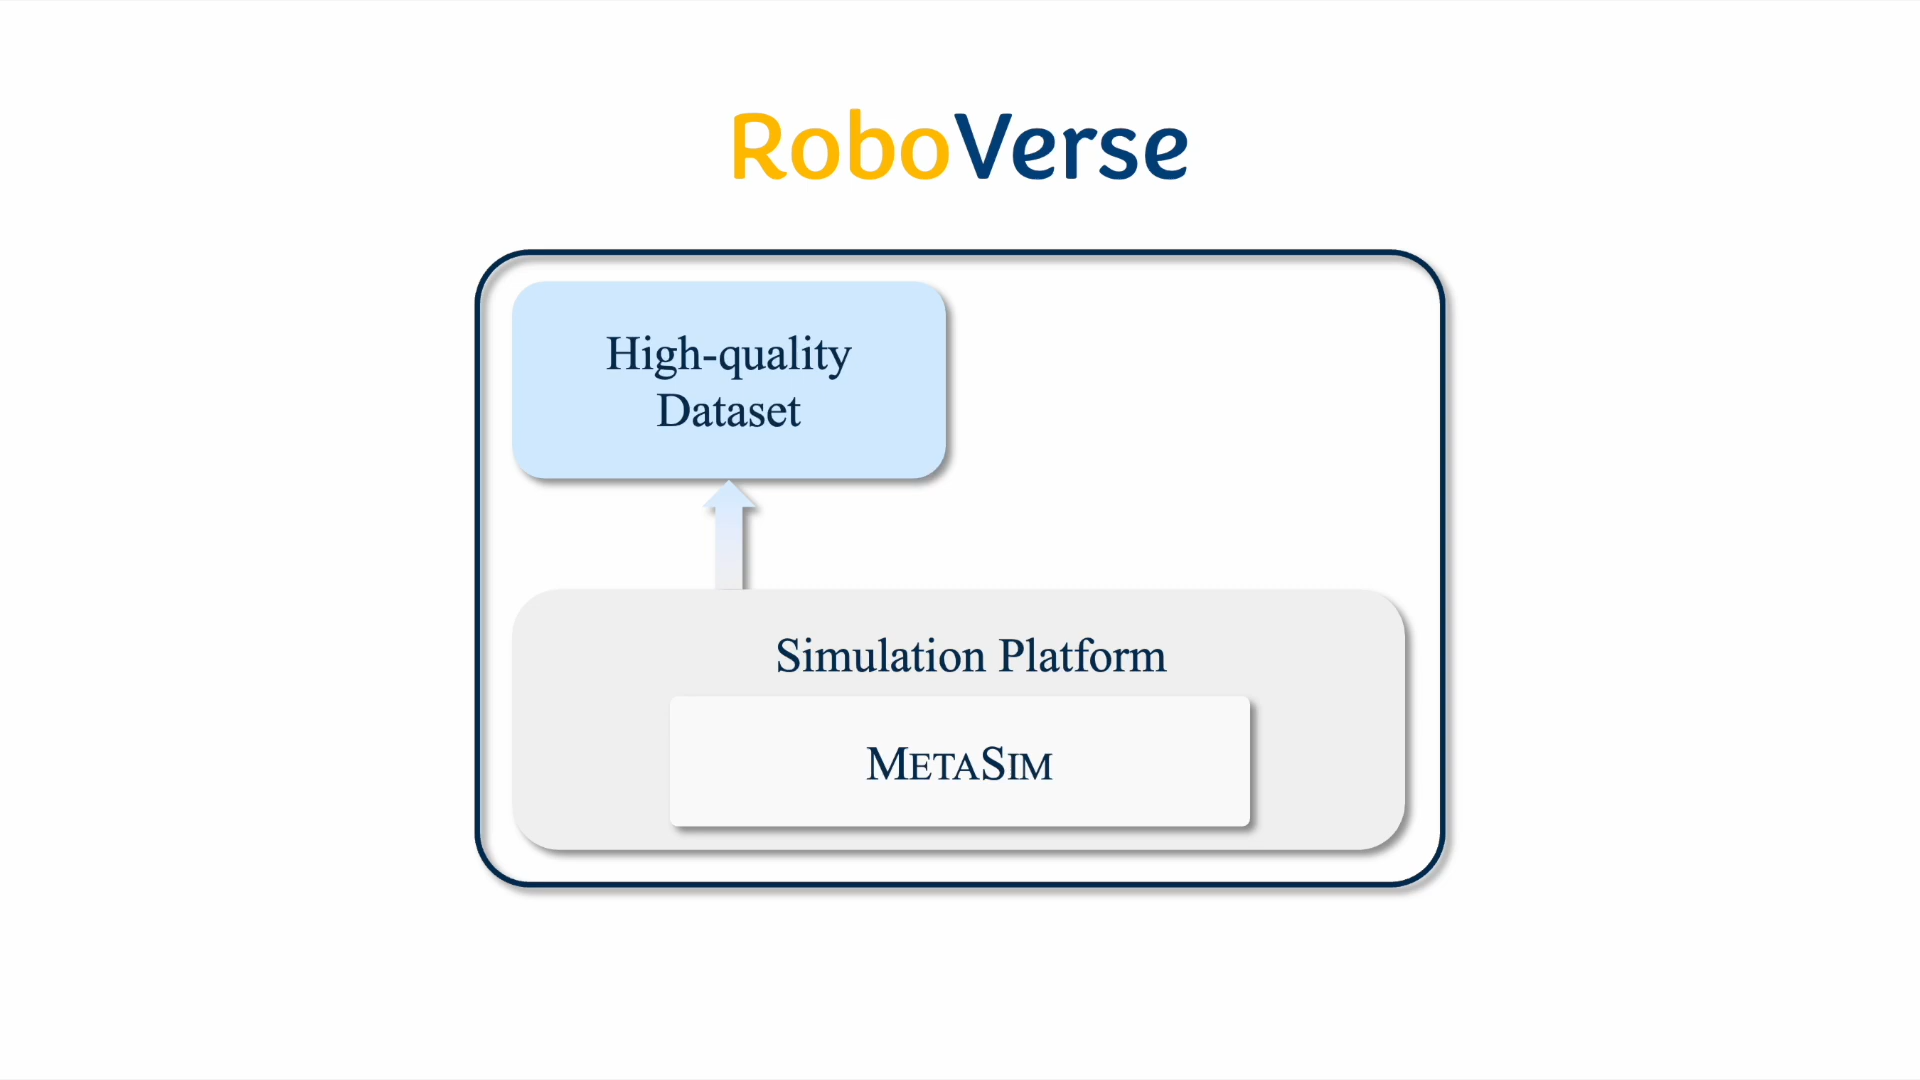 RoboVerse
High-quality
Dataset
Simulation Platform
METASIM